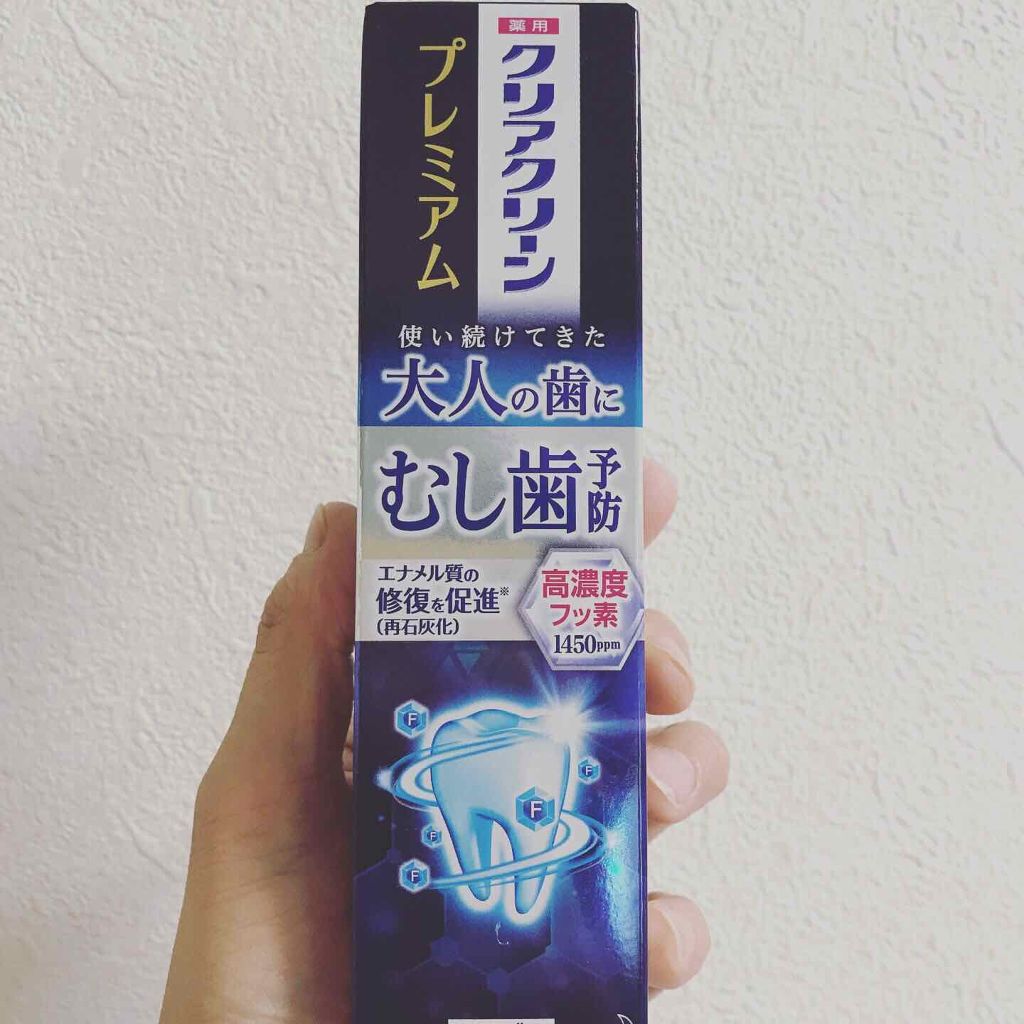 薬用
クリアクリーン
プレミアム
使い続けてきた
大人の歯に
むし歯予防
エナメル質の
修復を促進※
(再石灰化)
高濃度
フッ素
1450ppm
F
F
F
F
F